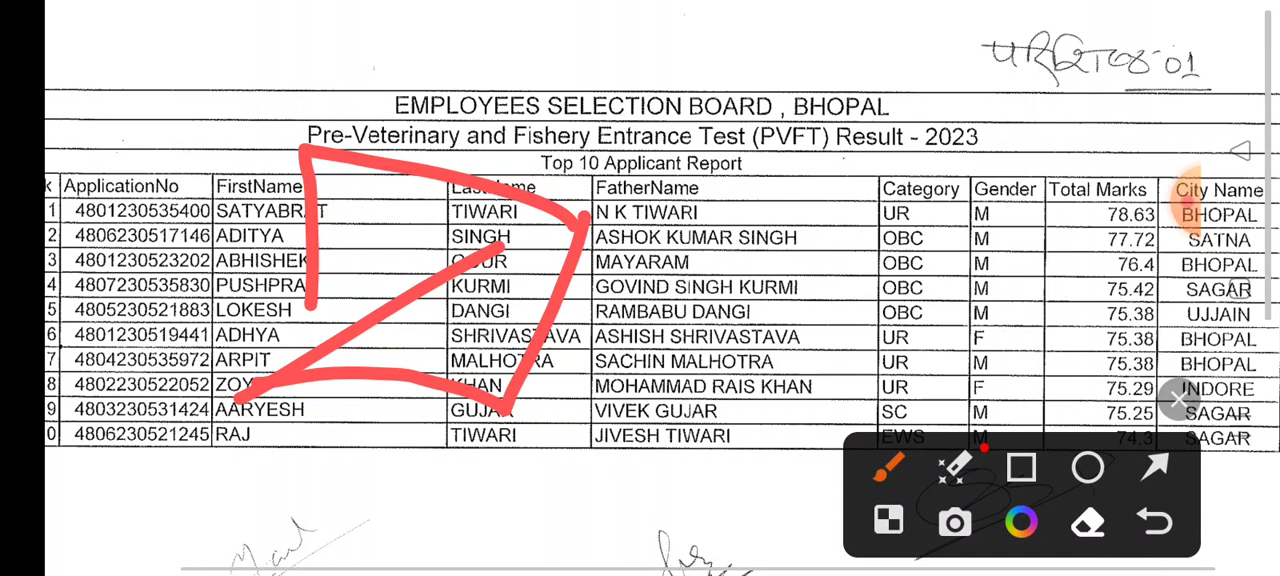 EMPLOYEES SELECTION BOARD , BHOPAL
Pre-Veterinary and Fishery Entrance Test (PVFT) Result - 2023
Top 10 Applicant Report
ApplicationNo FirstName FatherName Category Gender Total Marks City Name
1 4801230535400 TIWARI N K TIWARI UR M 78.63 BHOPAL
2 4806230517146 ADITYA SINGH ASHOK KUMAR SINGH OBC M 77.72 SATNA
3 4801230523202 ABHISHEK MAYARAM OBC M 76.4 BHOPAL
4 4807230535830 PUSHPRA KURMI GOVIND SINGH KURMI OBC M 75.42 SAGAR
5 4805230521883 LOKESH DANGI RAMBABU DANGI OBC M 75.38 UJJAIN
6 4801230519441 ADHYA SHRIVASTAVA ASHISH SHRIVASTAVA UR F 75.38 BHOPAL
7 4804230535972 ARPIT MALHOTRA SACHIN MALHOTRA UR M 75.38 BHOPAL
8 4802230522052 KHAN MOHAMMAD RAIS KHAN UR F 75.29 INDORE
9 4803230531424 AARYESH GUJAR VIVEK GUJAR SC M 75.25 SAGAR
0 4806230521245 RAJ TIWARI JIVESH TIWARI EWS M 74.3 SAGAR